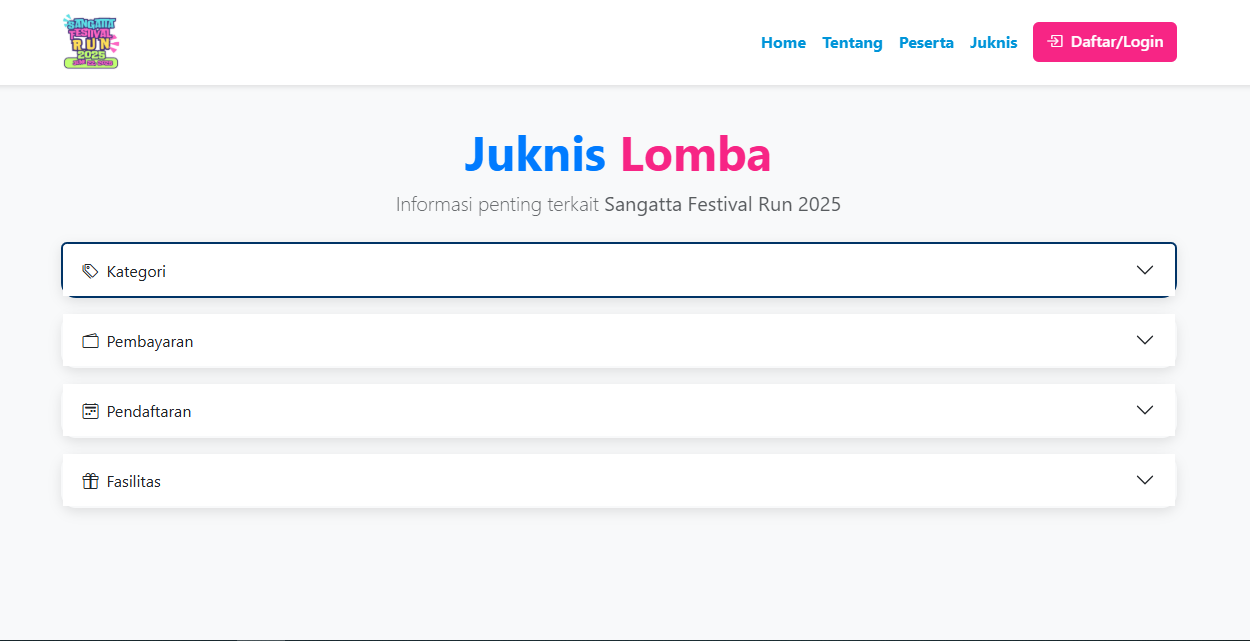 SANGATTA
FESTIVAL
RUN
2025
Home Tentang Peserta Juknis Daftar/Login
Juknis Lomba
Informasi penting terkait Sangatta Festival Run 2025
Kategori
Pembayaran
Pendaftaran
Fasilitas